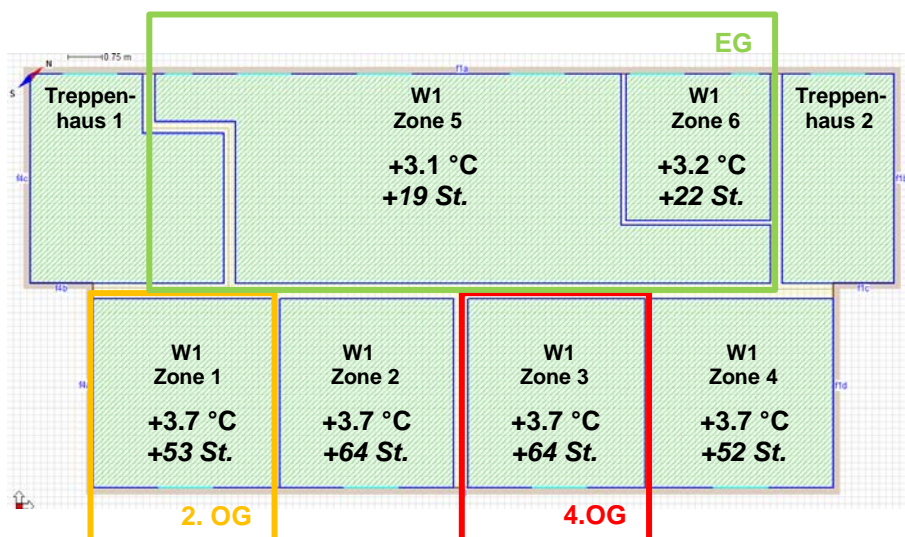 EG
N
S
0.75 m
f1a
Treppen-
haus 1
W1
Zone 5
+3.1 °C
+19 St.
W1
Zone 6
+3.2 °C
+22 St.
Treppen-
haus 2
f4c
f4b
f1c
W1
Zone 1
+3.7 °C
+53 St.
W1
Zone 2
+3.7 °C
+64 St.
W1
Zone 3
+3.7 °C
+64 St.
W1
Zone 4
+3.7 °C
+52 St.
f1d
2. OG
4.OG